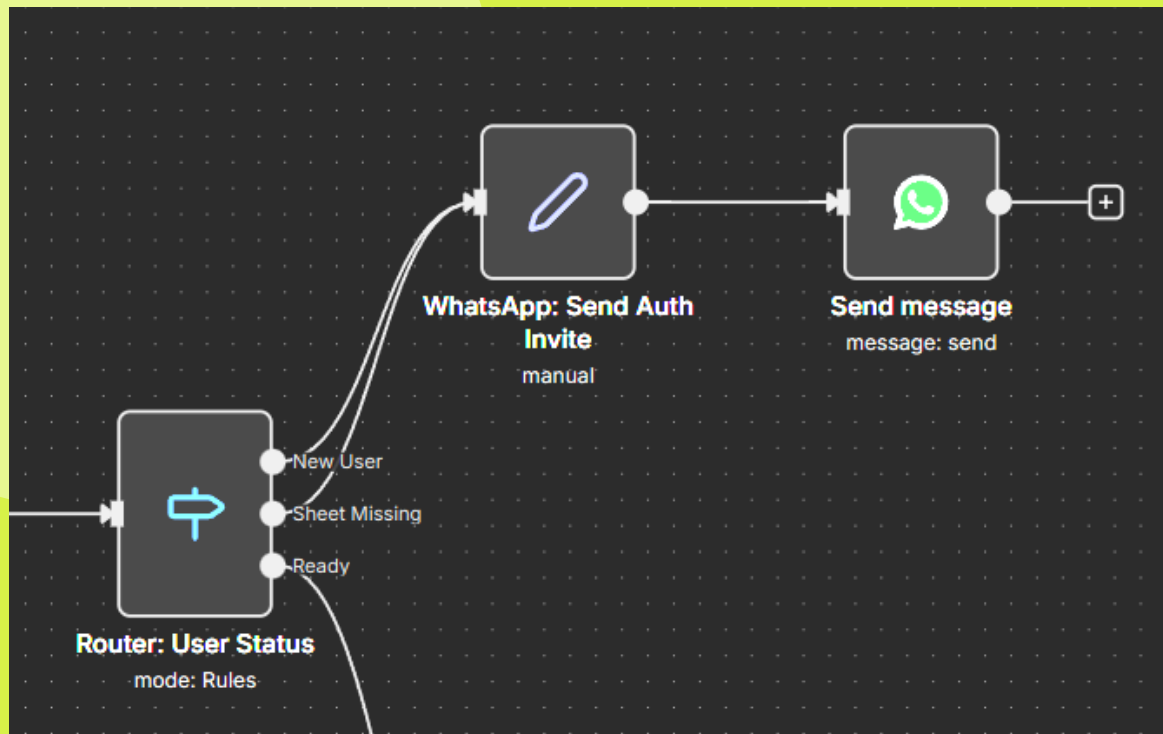 WhatsApp: Send Auth
Invite
manual
Send message
message: send
New User
Sheet Missing
Ready
Router: User Status
mode: Rules